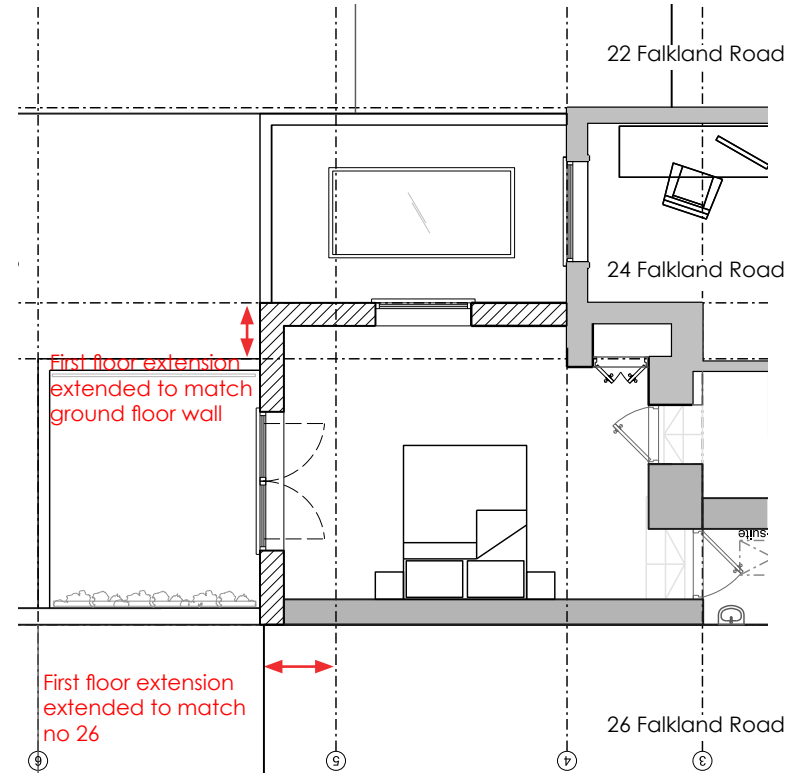 22 Falkland Road
24 Falkland Road
First floor extension
extended to match
ground floor wall
suite
First floor extension
extended to match
no 26
26 Falkland Road
6
5
4
3